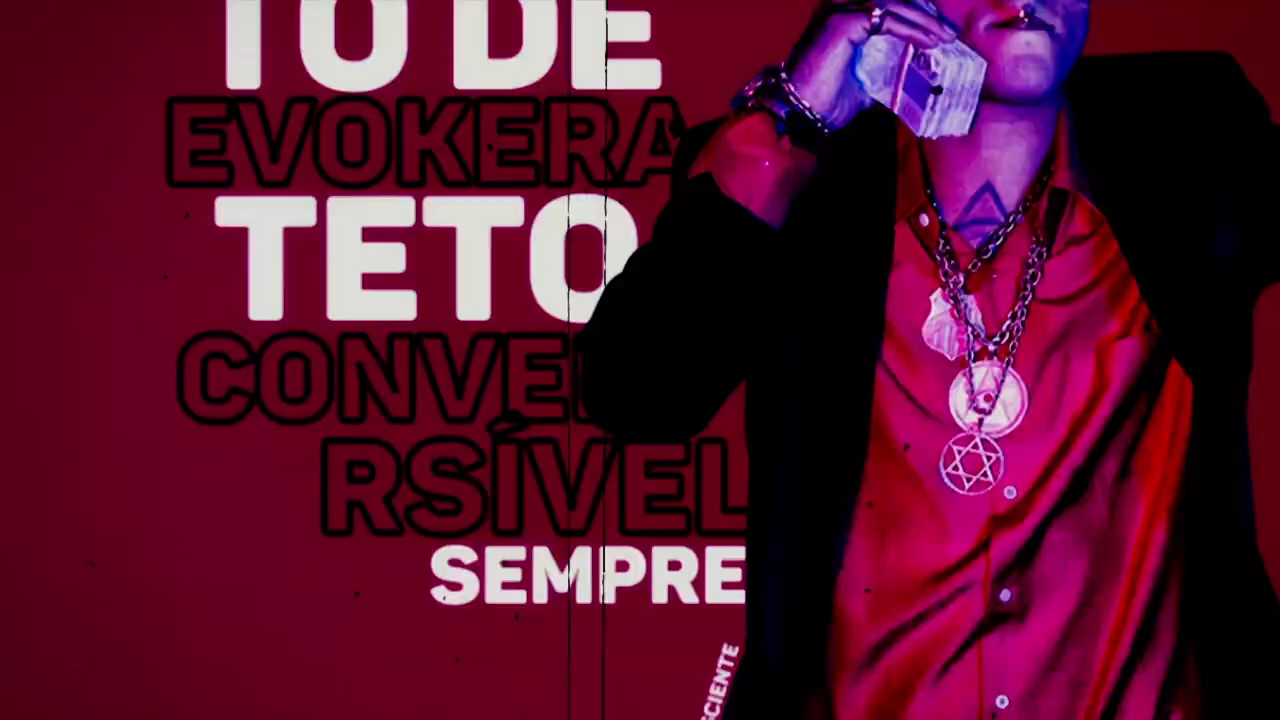 TO DE
EVOKERA
TETO
CONVE
RSÍVEL
SEMPRE